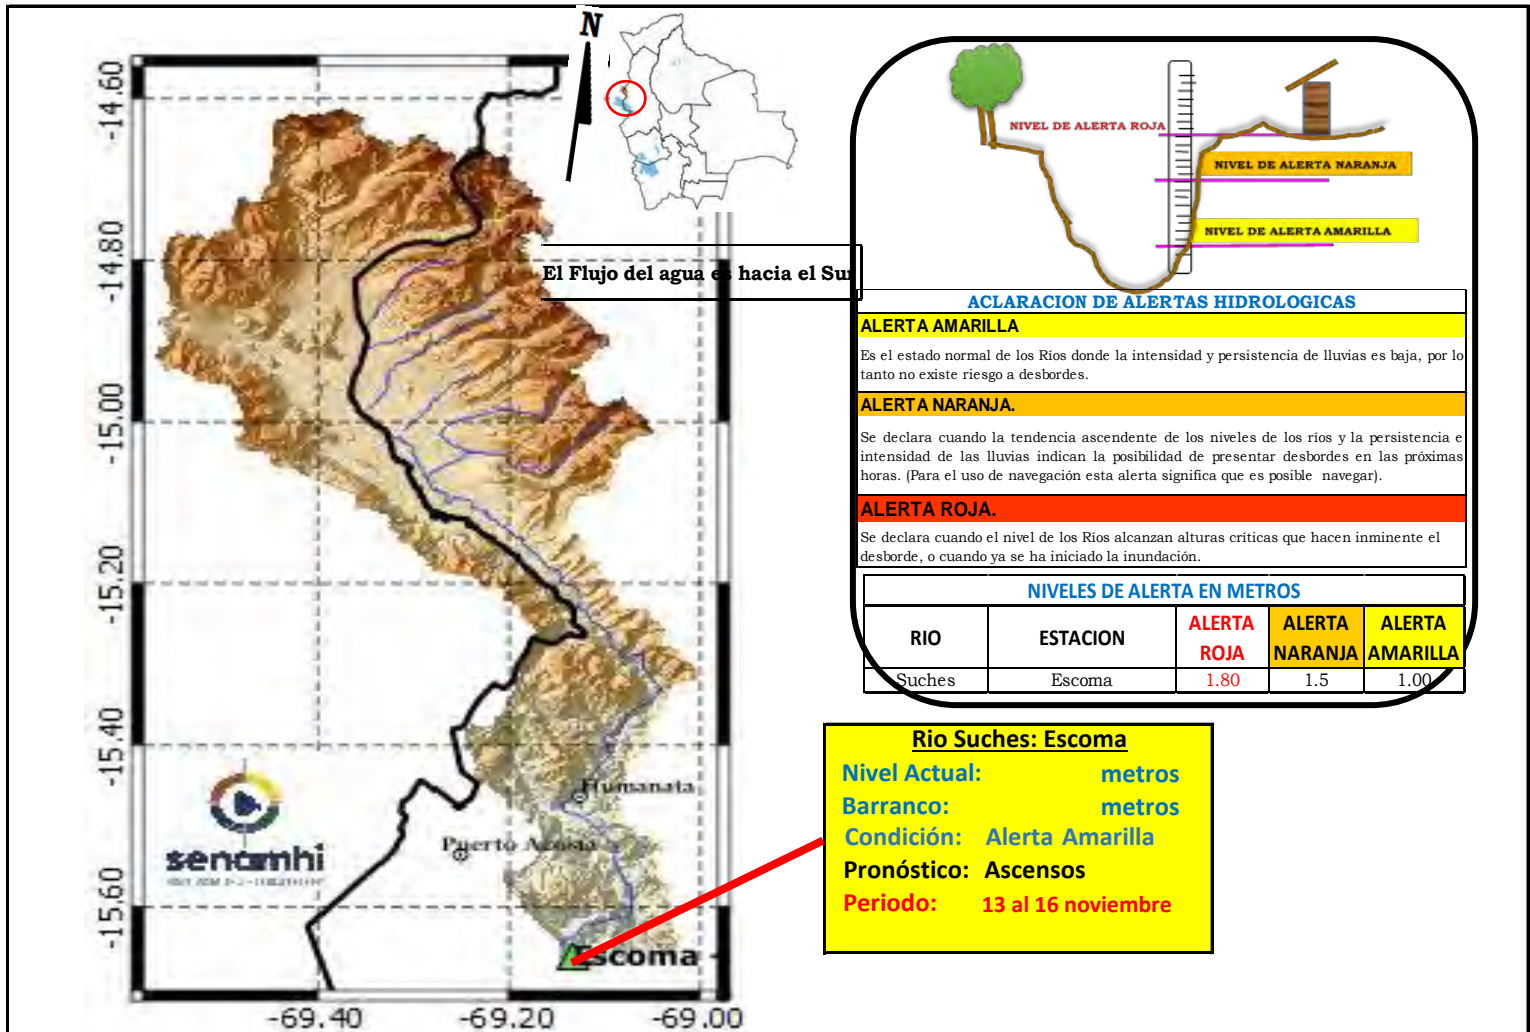 N
-14.60
-14.80
-15.00
-15.20
-15.40
-15.60
-69.40
-69.20
-69.00
El Flujo del agua es hacia el Sur
Humanata
Puerto Acosta
Escoma
senamhi
NIVEL DE ALERTA ROJA
NIVEL DE ALERTA NARANJA
NIVEL DE ALERTA AMARILLA
ACLARACION DE ALERTAS HIDROLOGICAS
ALERTA AMARILLA
Es el estado normal de los Ríos donde la intensidad y persistencia de lluvias es baja, por lo
tanto no existe riesgo a desbordes.
ALERTA NARANJA.
Se declara cuando la tendencia ascendente de los niveles de los ríos y la persistencia e
intensidad de las lluvias indican la posibilidad de presentar desbordes en las próximas
horas. (Para el uso de navegación esta alerta significa que es posible navegar).
ALERTA ROJA.
Se declara cuando el nivel de los Ríos alcanzan alturas críticas que hacen inminente el
desborde, o cuando ya se ha iniciado la inundación.
NIVELES DE ALERTA EN METROS
RIO ESTACION ALERTA ROJA ALERTA NARANJA ALERTA AMARILLA
Suches Escoma 1.80 1.5 1.00
Rio Suches: Escoma
Nivel Actual: metros
Barranco: metros
Condición: Alerta Amarilla
Pronóstico: Ascensos
Periodo: 13 al 16 noviembre